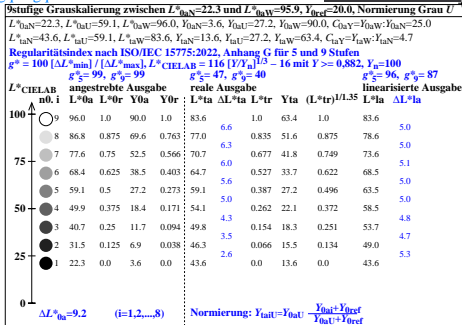 9stufige Grauskalierung zwischen L*0aN=22.3 und L*0aW=95.9, Y0ref=20.0, Normierung Grau U
L*0aN=22.3, L*0aU=59.1, L*0aW=96.0, Y0aN=3.6, Y0aU=27.2, Y0aW=90.0, C0aY=Y0aW:Y0aN=25.0
L*taN=43.6, L*taU=59.1, L*taW=83.6, YtaN=13.6, YtaU=27.2, YtaW=63.4, CtaY=YtaW:YtaN=4.7
Regularitätsindex nach ISO/IEC 15775:2022, Anhang G für 5 und 9 Stufen
g* = 100 [ΔL*min] / [ΔL*max], L*CIELAB = 116 [Y/Yn]1/3 - 16 mit Y >= 0,882, Yn=100
g*5= 99, g*9= 99 g*5= 47, g*9= 40 g*5= 96, g*9= 87
L*CIELAB angestrebte Ausgabe reale Ausgabe linearisierte Ausgabe
n0. i L*0a L*0r Y0a Y0r L*ta ΔL*ta L*tr Yta (L*tr)1/1.35 L*la ΔL*la
100
9 96.0 1.0 90.0 1.0 83.6 1.0 63.4 1.0 83.6
6.6 5.0
8 86.8 0.875 69.6 0.763 77.0 0.835 51.6 0.875 78.6
6.3 5.0
75
7 77.6 0.75 52.5 0.566 70.7 0.677 41.8 0.749 73.6
6.0 5.1
6 68.4 0.625 38.5 0.403 64.7 0.527 33.7 0.622 68.5
5.6 5.0
5 59.1 0.5 27.2 0.273 59.1 0.387 27.2 0.496 63.5
5.0 5.0
50
4 49.9 0.375 18.4 0.171 54.1 0.262 22.1 0.372 58.5
4.3 4.8
3 40.7 0.25 11.7 0.094 49.8 0.154 18.3 0.251 53.7
3.5 4.7
2 31.5 0.125 6.9 0.038 46.3 0.066 15.5 0.134 49.0
2.6 5.3
25
1 22.3 0.0 3.6 0.0 43.6 0.0 13.6 0.0 43.6
0
ΔL*0a=9.2 (i=1,2,...,8) Normierung: YtaiU=Y0aU Y0ai+Y0ref
Y0aU+Y0ref